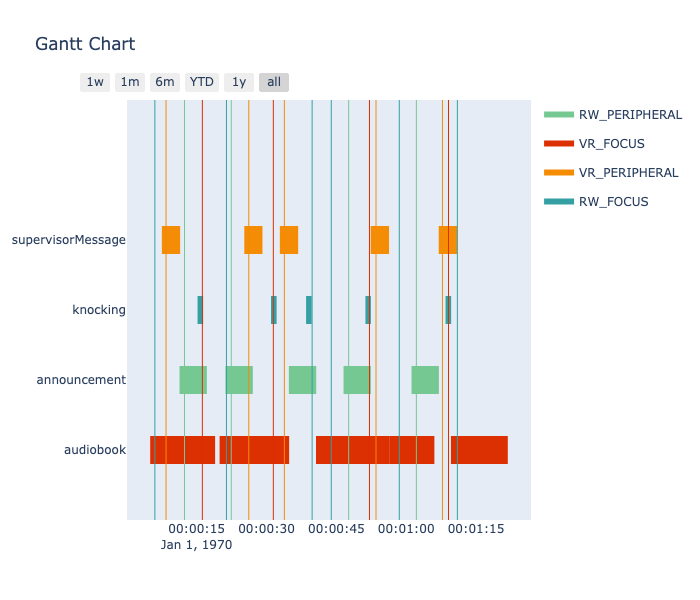 Gantt Chart
1w 1m 6m YTD 1y all
RW_PERIPHERAL
VR_FOCUS
VR_PERIPHERAL
RW_FOCUS
supervisorMessage
knocking
announcement
audiobook
00:00:15 00:00:30 00:00:45 00:01:00 00:01:15
Jan 1, 1970